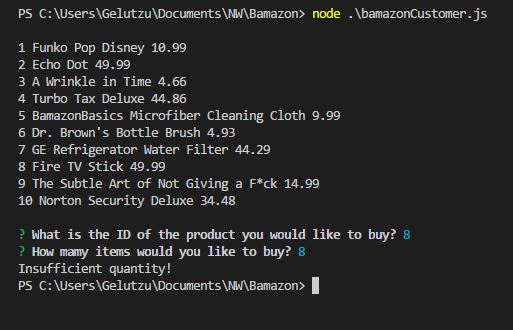 PS C:\Users\Gelutzu\Documents\NW\Bamazon> node .\bamazonCustomer.js
1 Funko Pop Disney 10.99
2 Echo Dot 49.99
3 A Wrinkle in Time 4.66
4 Turbo Tax Deluxe 44.86
5 BamazonBasics Microfiber Cleaning Cloth 9.99
6 Dr. Brown's Bottle Brush 4.93
7 GE Refrigerator Water Filter 44.29
8 Fire TV Stick 49.99
9 The Subtle Art of Not Giving a F*ck 14.99
10 Norton Security Deluxe 34.48
? What is the ID of the product you would like to buy? 8
? How mamy items would you like to buy? 8
Insufficient quantity!
PS C:\Users\Gelutzu\Documents\NW\Bamazon>